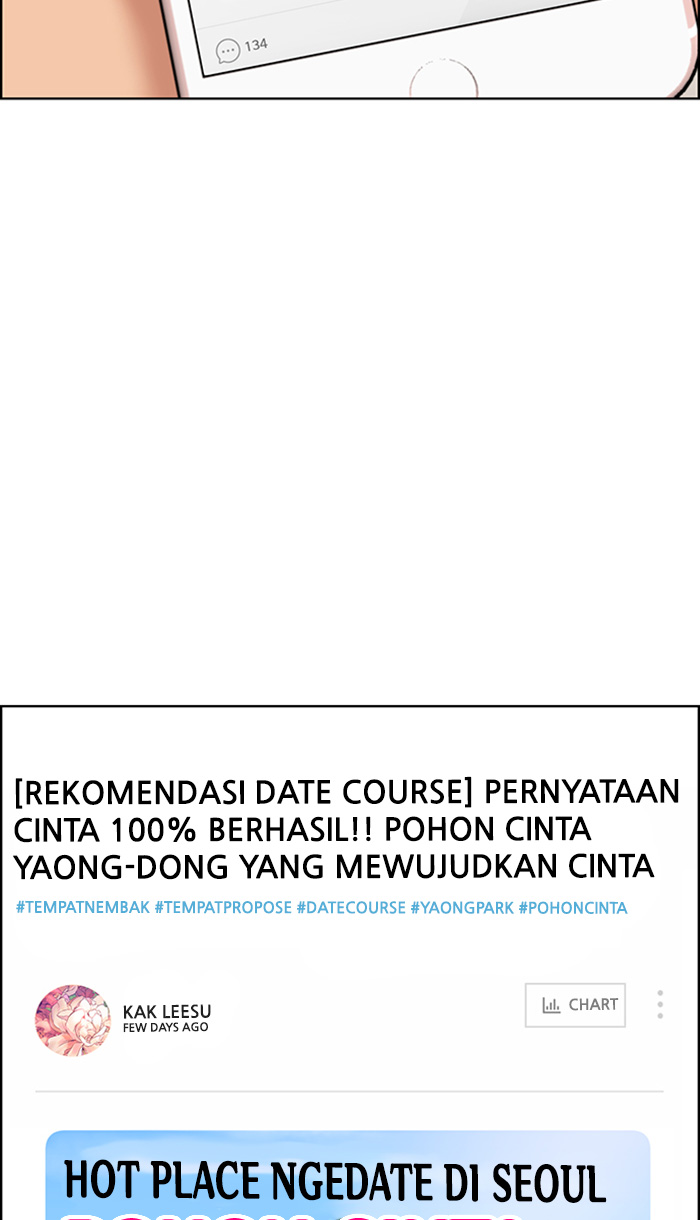 134
[REKOMENDASI DATE COURSE] PERNYATAAN
CINTA 100% BERHASIL!! POHON CINTA
YAONG-DONG YANG MEWUJUDKAN CINTA
#TEMPATNEMBAK #TEMPATPROPOSE #DATECOURSE #YAONGPARK #POHONCINTA
KAK LEESU
FEW DAYS AGO
CHART
HOT PLACE NGEDATE DI SEOUL